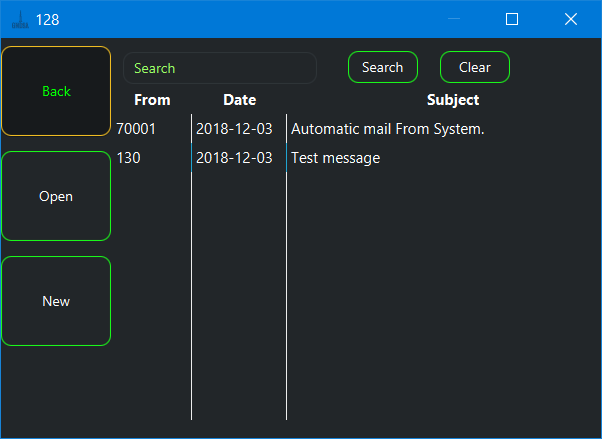 128
Back
Open
New
Search
Search Clear
From Date Subject
70001 2018-12-03 Automatic mail From System.
130 2018-12-03 Test message